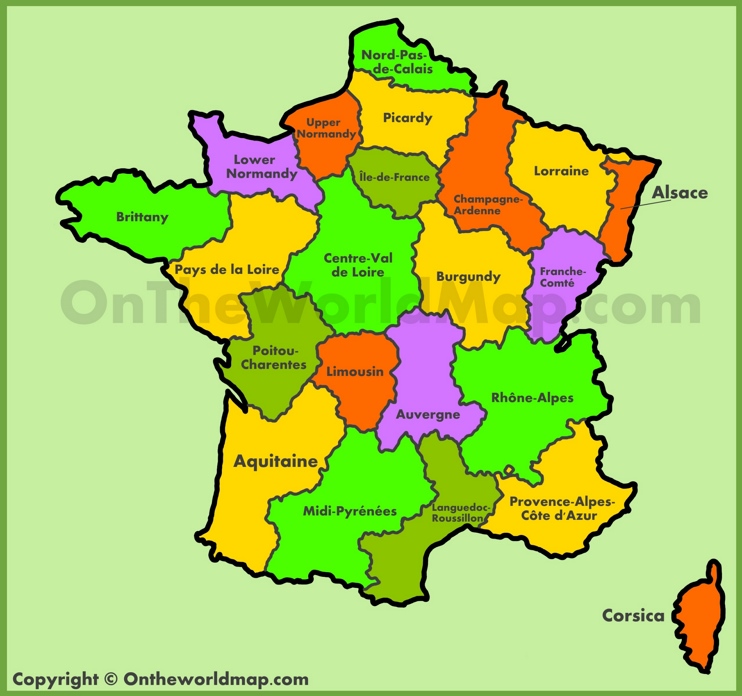 Nord-Pas-
de-Calais
Upper
Normandy
Picardy
Lower
Normandy
Île-de-France
Champagne-
Ardenne
Lorraine
Alsace
Brittany
Pays de la Loire
Centre-Val
de Loire
Burgundy
Franche-
Comté
OnTheWorldMap.com
Poitou-
Charentes
Limousin
Auvergne
Rhône-Alpes
Aquitaine
Midi-Pyrénées
Languedoc-
Roussillon
Provence-Alpes-
Côte d'Azur
Corsica
Copyright © Ontheworldmap.com